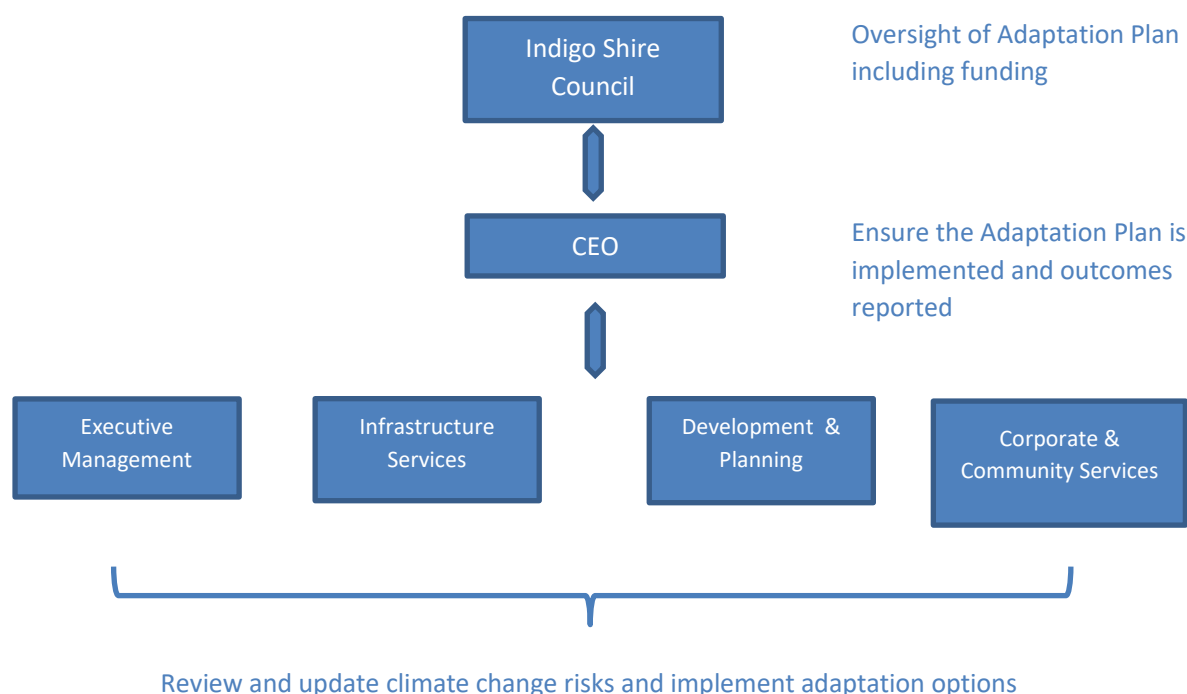 Indigo Shire
Council
Oversight of Adaptation Plan
including funding
CEO
Ensure the Adaptation Plan is
implemented and outcomes
reported
Executive
Management
Infrastructure
Services
Development & 
Planning
Corporate &
Community Services
Review and update climate change risks and implement adaptation options